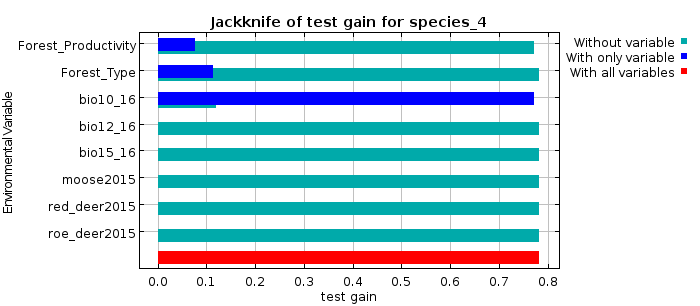 Jackknife of test gain for species_4
Without variable
With only variable
With all variables
Environmental Variable
Forest_Productivity
Forest_Type
bio10_16
bio12_16
bio15_16
moose2015
red_deer2015
roe_deer2015
0.0 0.1 0.2 0.3 0.4 0.5 0.6 0.7 0.8
test gain